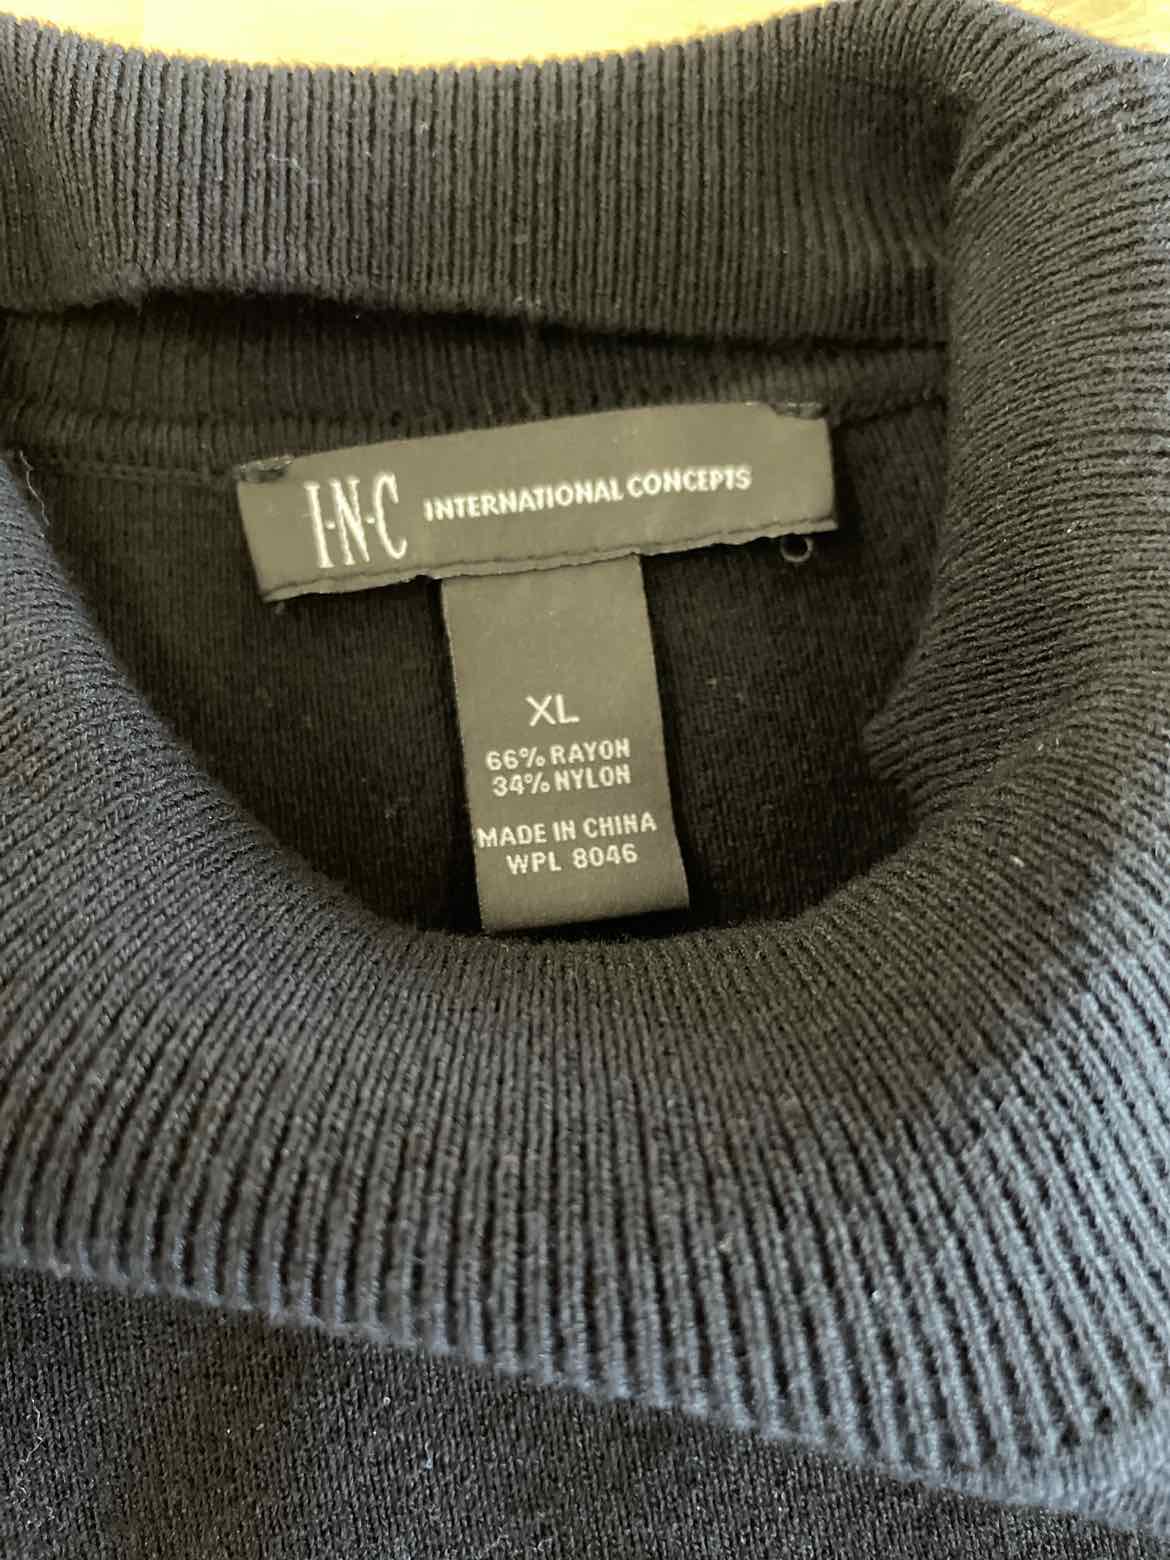 I·N·C INTERNATIONAL CONCEPTS
XL
66% RAYON
34% NYLON
MADE IN CHINA
WPL 8046